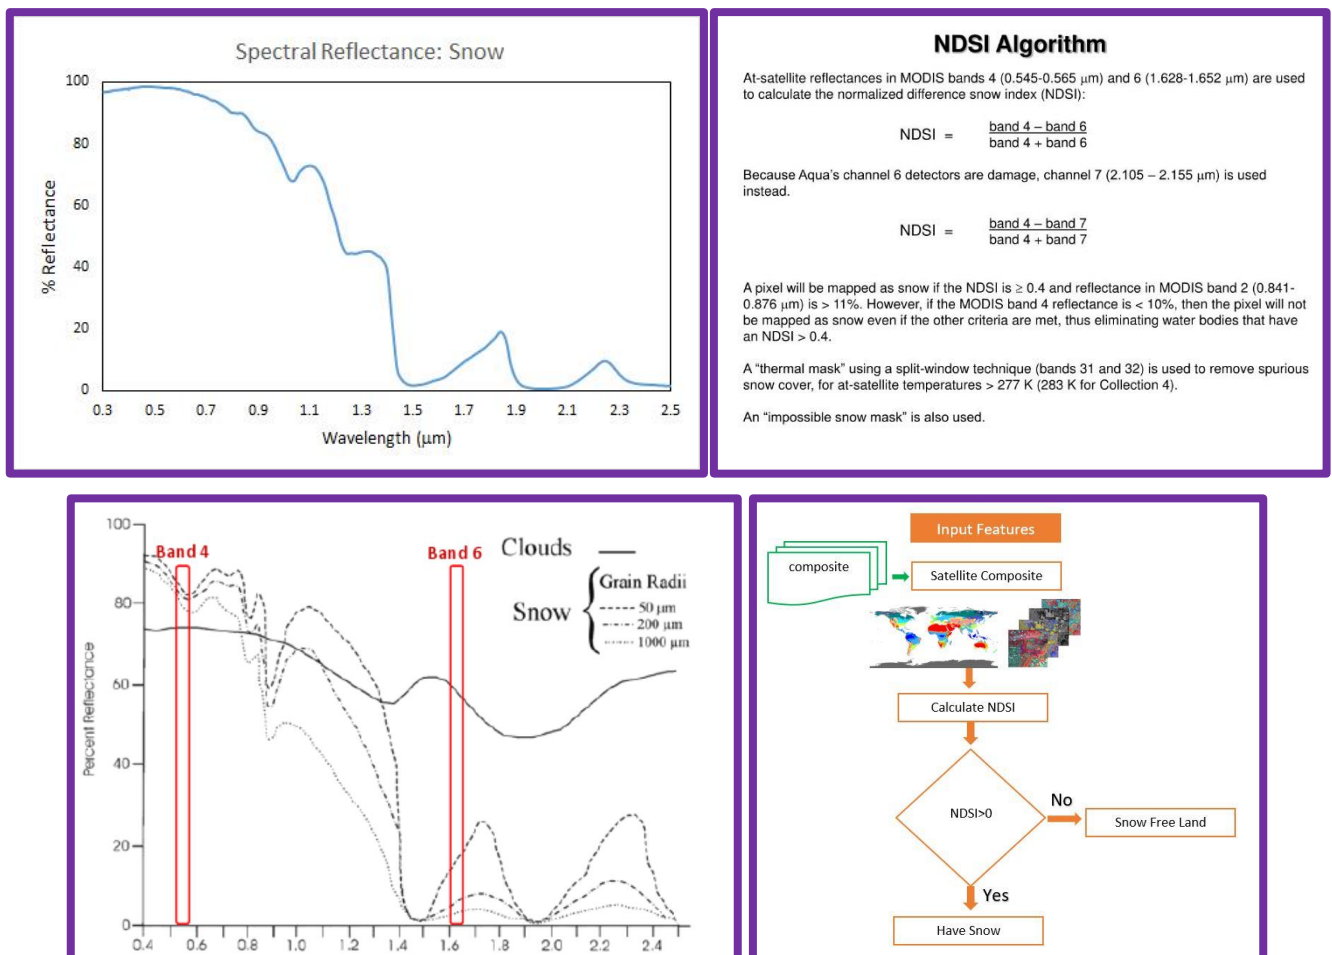 Spectral Reflectance: Snow
100
80
60
40
20
0
% Reflectance
0.3 0.5 0.7 0.9 1.1 1.3 1.5 1.7 1.9 2.1 2.3 2.5
Wavelength (µm)
NDSI Algorithm
At-satellite reflectances in MODIS bands 4 (0.545-0.565 µm) and 6 (1.628-1.652 µm) are used
to calculate the normalized difference snow index (NDSI):
NDSI = band 4 – band 6
band 4 + band 6
Because Aqua's channel 6 detectors are damage, channel 7 (2.105 – 2.155 µm) is used
instead.
NDSI = band 4 – band 7
band 4 + band 7
A pixel will be mapped as snow if the NDSI is ≥ 0.4 and reflectance in MODIS band 2 (0.841-
0.876 µm) is > 11%. However, if the MODIS band 4 reflectance is < 10%, then the pixel will not
be mapped as snow even if the other criteria are met, thus eliminating water bodies that have
an NDSI > 0.4.
A “thermal mask” using a split-window technique (bands 31 and 32) is used to remove spurious
snow cover, for at-satellite temperatures > 277 K (283 K for Collection 4).
An “impossible snow mask” is also used.
100
80
60
40
20
0
Percent Reflectance
Band 4
Band 6
Clouds
Snow
Grain Radii
50 µm
200 µm
1000 µm
0.4 0.6 0.8 1.0 1.2 1.4 1.6 1.8 2.0 2.2 2.4
Input Features
composite
Satellite Composite
Calculate NDSI
NDSI>0
No
Snow Free Land
Yes
Have Snow